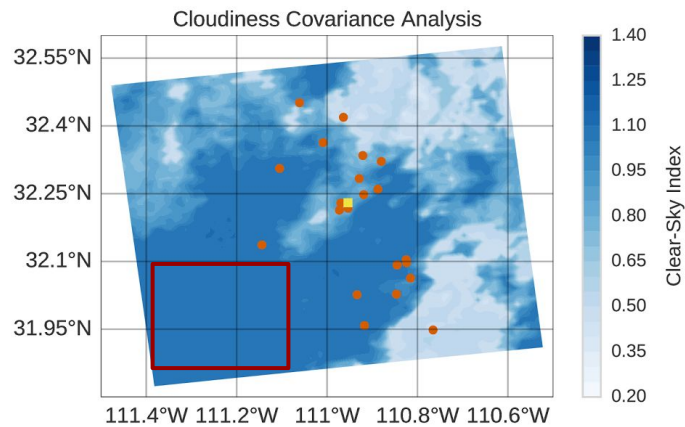 Cloudiness Covariance Analysis
32.55°N
32.4°N
32.25°N
32.1°N
31.95°N
111.4°W 111.2°W 111°W 110.8°W 110.6°W
1.40
1.25
1.10
0.95
0.80
0.65
0.50
0.35
0.20
Clear-Sky Index